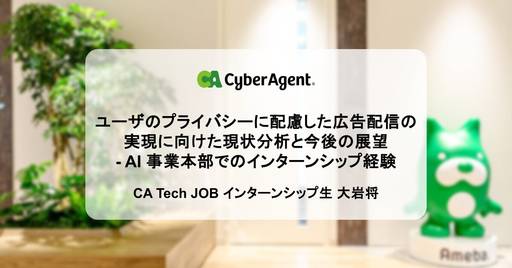 CyberAgent®
ユーザのプライバシーに配慮した広告配信の
実現に向けた現状分析と今後の展望
- AI 事業本部でのインターンシップ経験
CA Tech JOB インターンシップ生 大岩将
Ameba